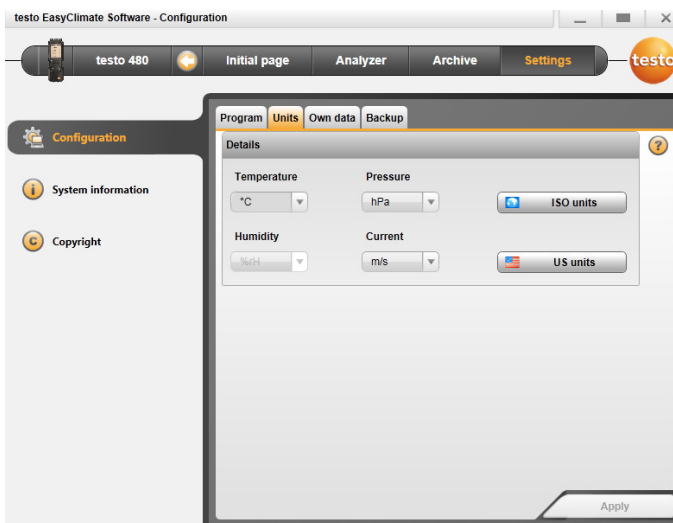 testo EasyClimate Software - Configuration
testo 480 Initial page Analyzer Archive Settings testo
Program Units Own data Backup
Configuration
Details
Temperature Pressure
System information
°C hPa ISO units
Humidity Current
Copyright
%rH m/s US units
Apply